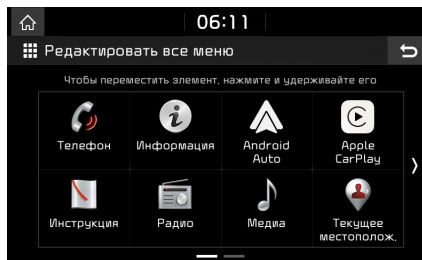 06:11
Редактировать все меню
Чтобы переместить элемент, нажмите и удерживайте его
Телефон
Информация
Android
Auto
Apple
CarPlay
Инструкция
Радио
Медиа
Текущее
местополож.